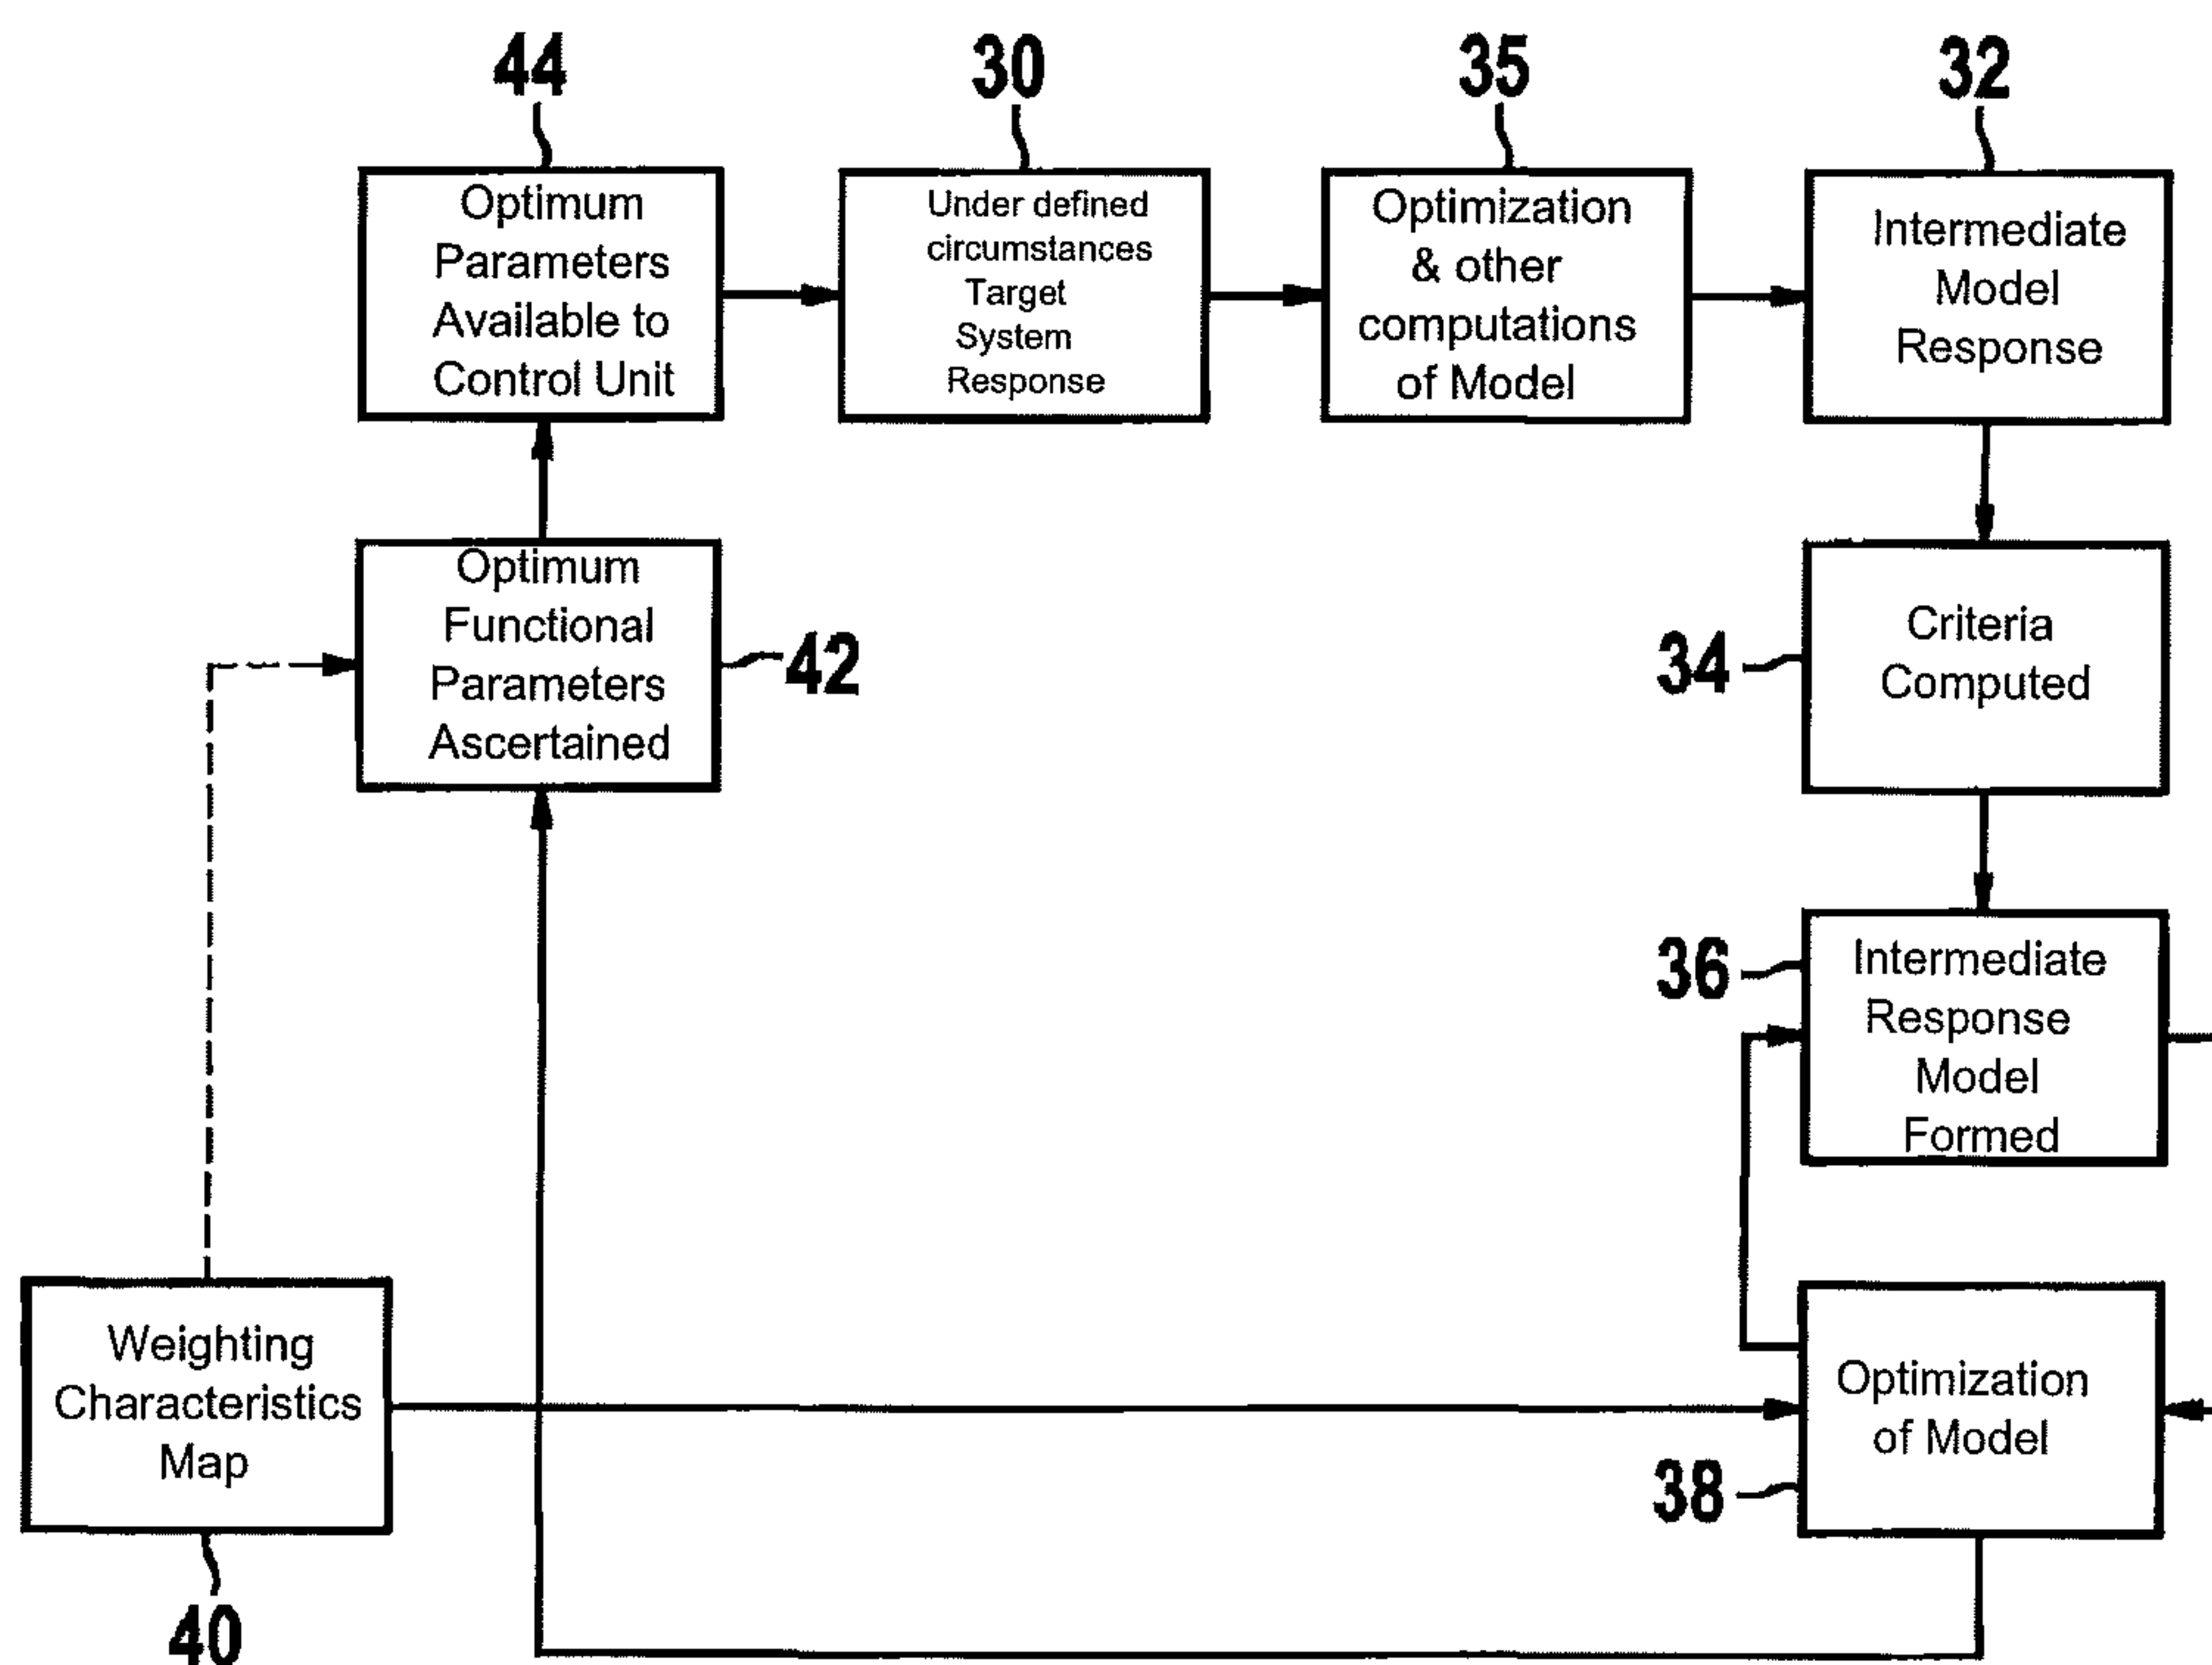 44
30
35
32
Optimum
Parameters
Available to
Control Unit
Under defined
circumstances
Target
System
Response
Optimization
& other
computations
of Model
Intermediate
Model
Response
Optimum
Functional
Parameters
Ascertained
42
34
Criteria
Computed
36
Intermediate
Response
Model
Formed
Weighting
Characteristics
Map
40
Optimization
of Model
38